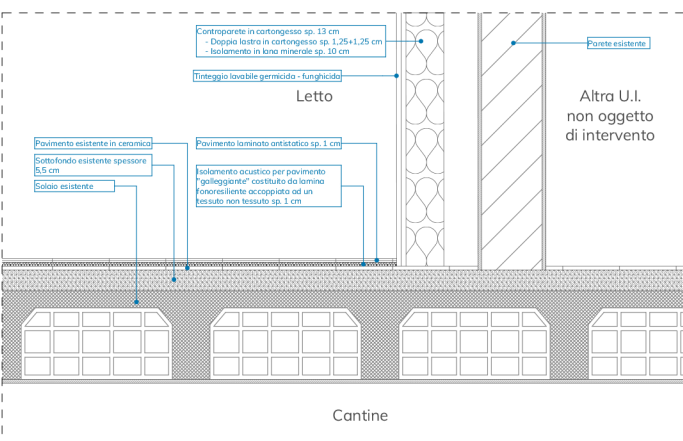 Controparete in cartongesso sp. 13 cm
- Doppia lastra in cartongesso sp. 1,25+1,25 cm
- Isolamento in lana minerale sp. 10 cm
Parete esistente
Tinteggio lavabile germicida - funghicida
Letto
Altra U.I.
non oggetto
di intervento
Pavimento esistente in ceramica
Pavimento laminato antistatico sp. 1 cm
Sottofondo esistente spessore
5,5 cm
Solaio esistente
Isolamento acustico per pavimento
"galleggiante" costituito da lamina
fonoresiliente accoppiata ad un
tessuto non tessuto sp. 1 cm
Cantine